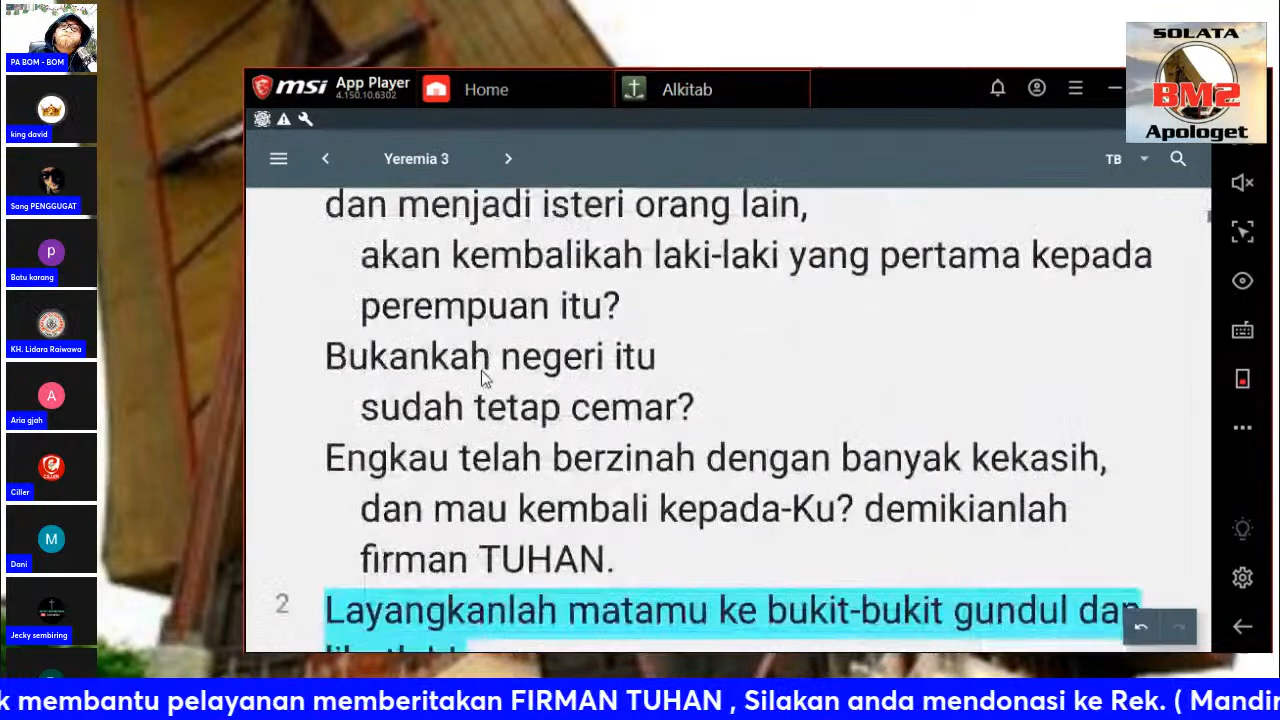 PA BOM - BOM
king david
Sang PENGGUGAT
Batu karang
KH. Lidara Raiwawa
Aria gjah
Ciller
Dani
Jecky sembiring
msi App Player
4.150.10.6302
Home
Alkitab
SOLATA
BM2
Apologet
Yeremia 3
TB
dan menjadi isteri orang lain,
akan kembalikah laki-laki yang pertama kepada
perempuan itu?
Bukankah negeri itu
sudah tetap cemar?
Engkau telah berzinah dengan banyak kekasih,
dan mau kembali kepada-Ku? demikianlah
firman TUHAN.
2 Layangkanlah matamu ke bukit-bukit gundul dan
k membantu pelayanan memberitakan FIRMAN TUHAN , Silakan anda mendonasi ke Rek. ( Mandir